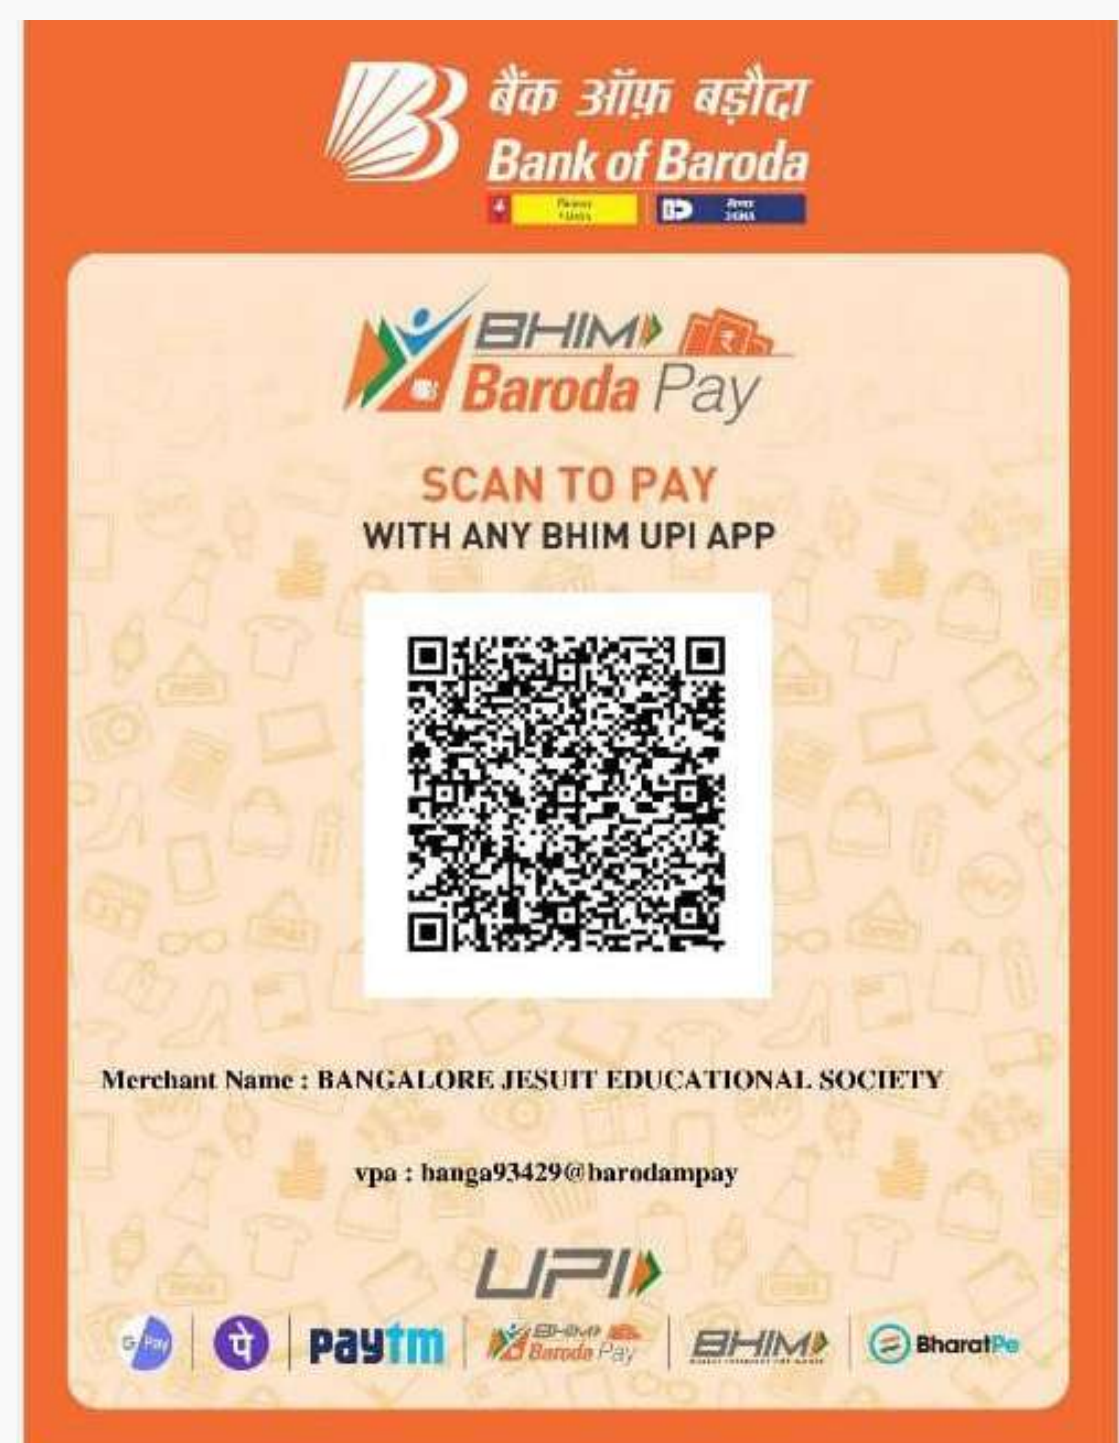 बैंक ऑफ़ बड़ौदा
Bank of Baroda
BHIM
Baroda Pay
SCAN TO PAY
WITH ANY BHIM UPI APP
Merchant Name : BANGALORE JESUIT EDUCATIONAL SOCIETY
vpa : banga93429@barodampay
UPI
G Pay पे paytm BHIM Baroda Pay BHIM BharatPe